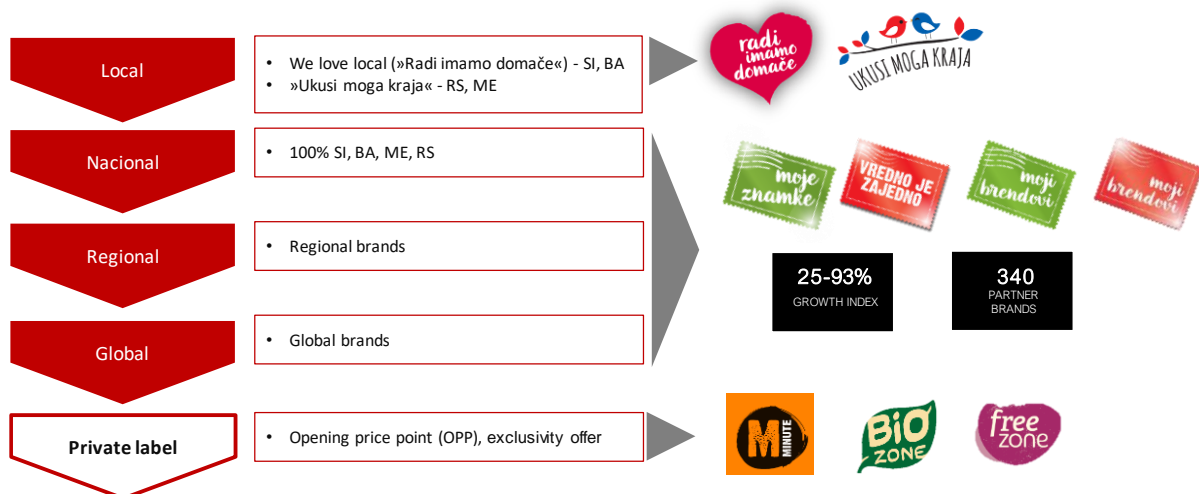 Local
• We love local (»Radi imamo domače«) - SI, BA
• »Ukusi moga kraja« - RS, ME
radi
imamo
domače
UKUSI MOGA KRAJA
Nacional
• 100% SI, BA, ME, RS
moje
znamke
VREDNO JE
ZAJEDNO
moji
brendovi
moji
brendovi
Regional
• Regional brands
25-93%
GROWTH INDEX
340
PARTNER
BRANDS
Global
• Global brands
Private label
• Opening price point (OPP), exclusivity offer
M
MINUTE
BiO
ZONE
free
zone